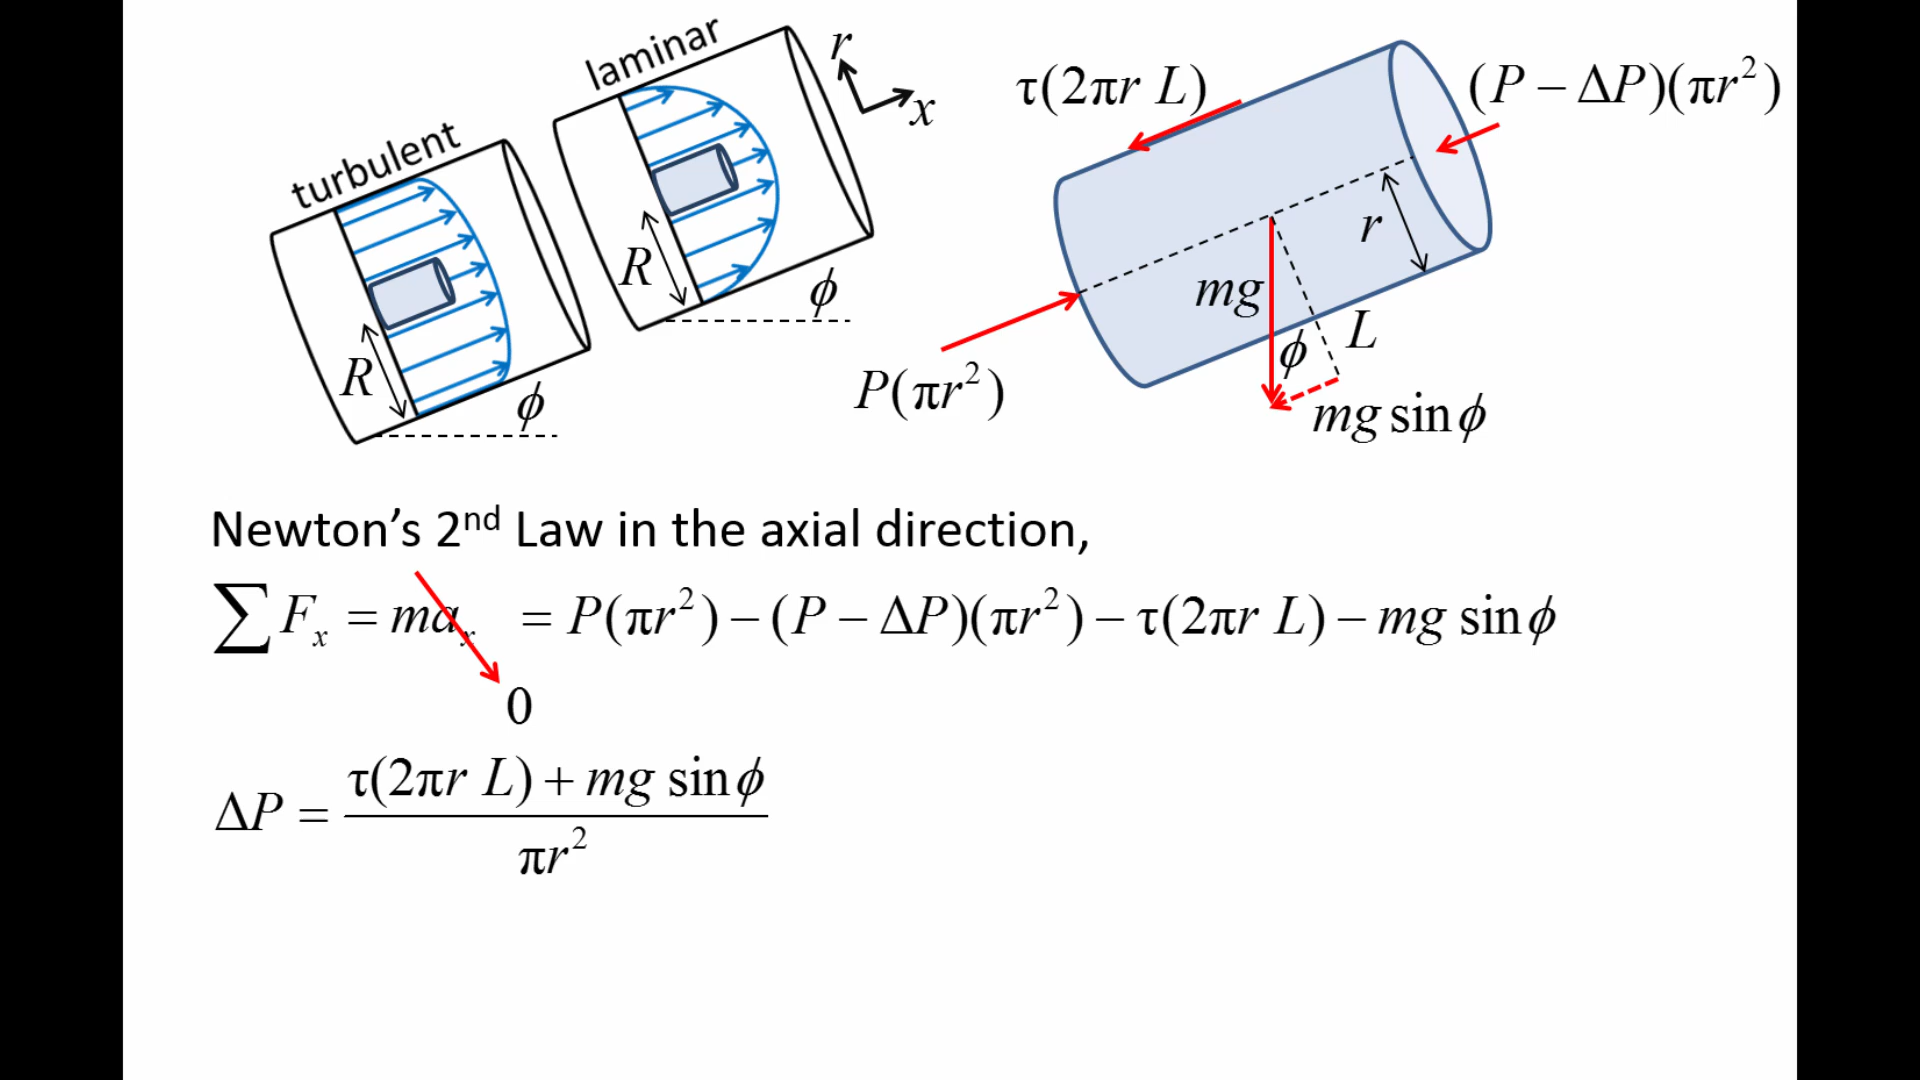 turbulent
R
ϕ
laminar
R
ϕ
r
x
τ(2πr L)
(P − ΔP)(πr²)
r
mg
ϕ
L
P(πr²)
mg sin ϕ
Newton's 2nd Law in the axial direction,
∑ Fₓ = maₓ = P(πr²) − (P − ΔP)(πr²) − τ(2πr L) − mg sin ϕ
0
ΔP = (τ(2πr L) + mg sin ϕ) / πr²